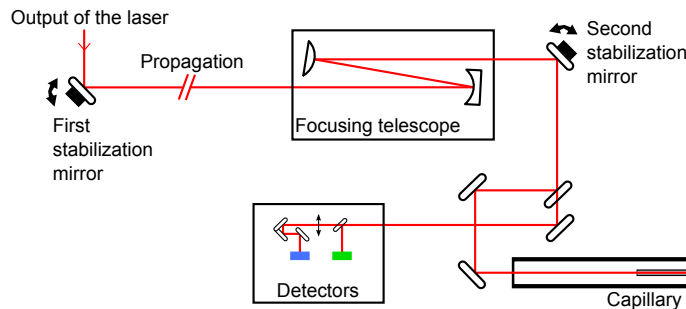 Output of the laser
Propagation
First
stabilization
mirror
Focusing telescope
Second
stabilization
mirror
Detectors
Capillary